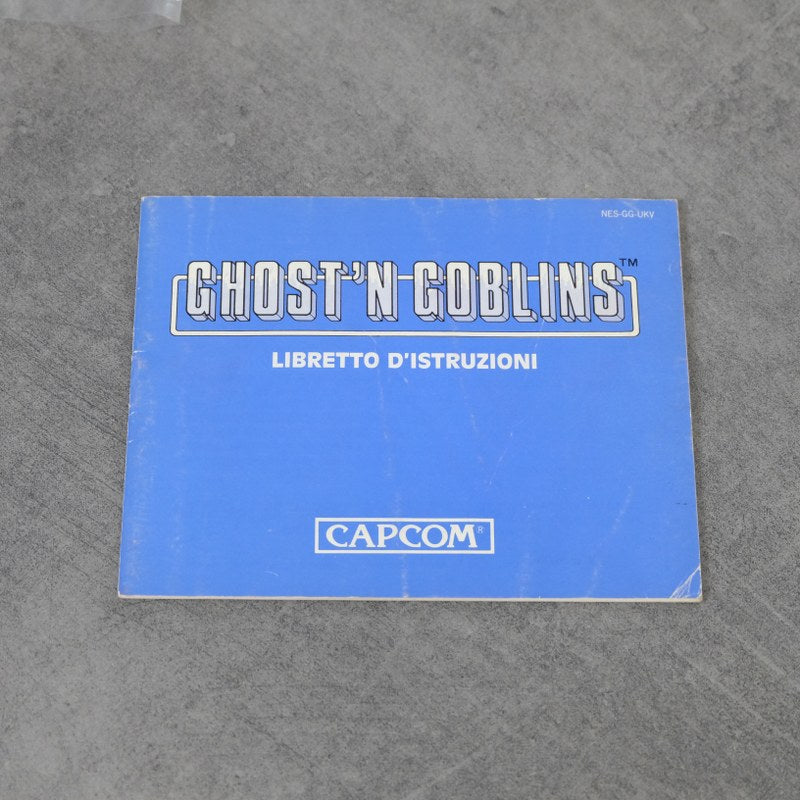 NES-GG-UKV
GHOST'N GOBLINS™
LIBRETTO D'ISTRUZIONI
CAPCOM®